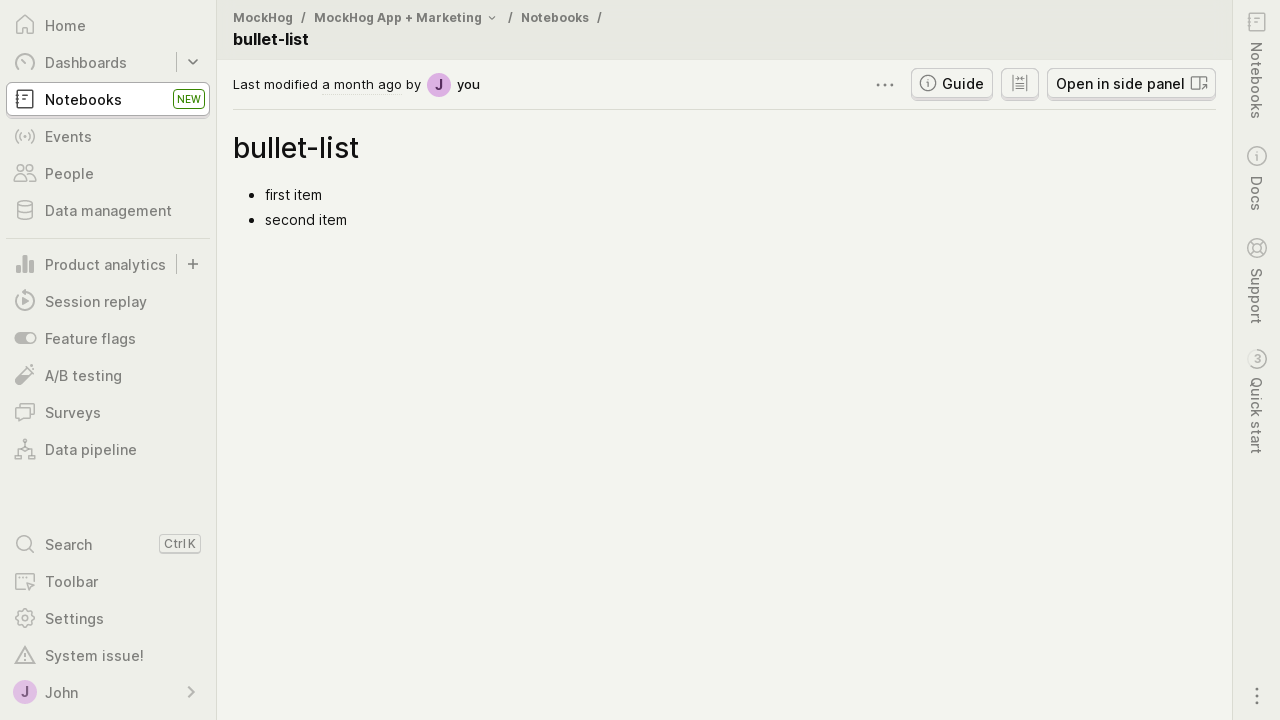 Home
Dashboards
Notebooks NEW
Events
People
Data management
Product analytics
Session replay
Feature flags
A/B testing
Surveys
Data pipeline
Search Ctrl K
Toolbar
Settings
System issue!
J John
MockHog / MockHog App + Marketing / Notebooks /
bullet-list
Last modified a month ago by J you
Guide
Open in side panel
bullet-list
• first item
• second item
Notebooks
Docs
Support
3 Quick start